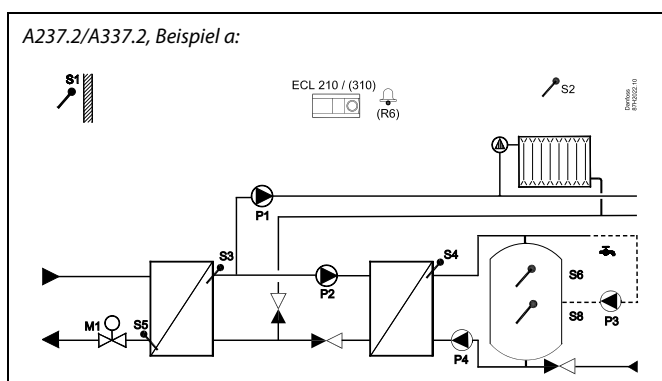 A237.2/A337.2, Beispiel a:
S1
ECL 210 / (310)
(R6)
S2
Danfoss
87H2022.10
P1
S3
S4
P2
S6
S8
P3
M1
S5
P4